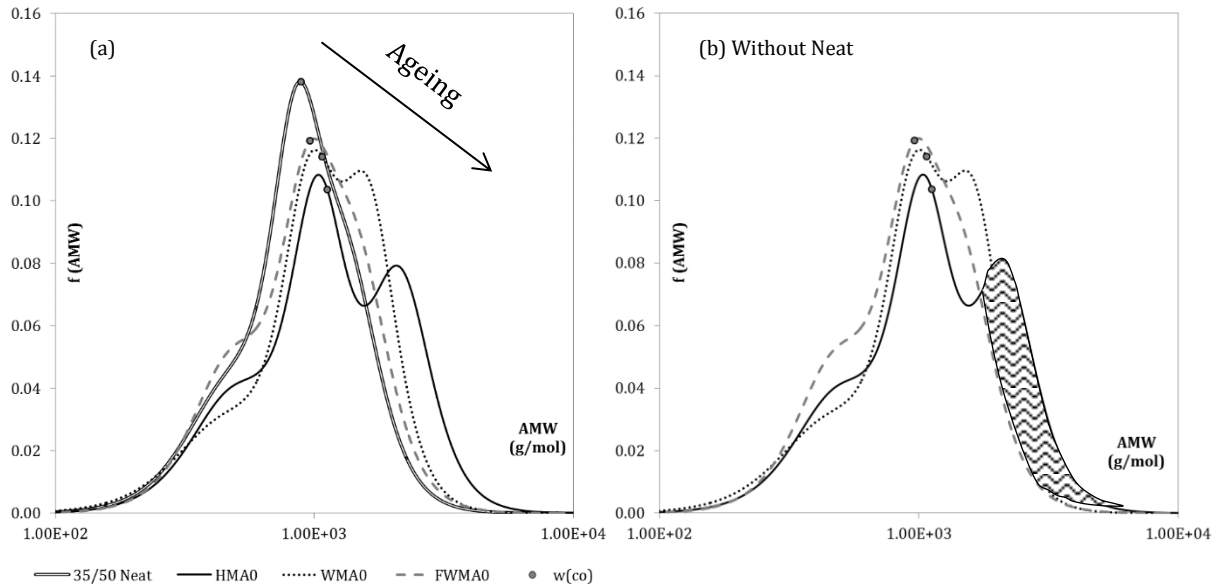 0.16
0.14
0.12
0.10
0.08
0.06
0.04
0.02
0.00
f (AMW)
(a)
Ageing
AMW
(g/mol)
1.00E+02
1.00E+03
1.00E+04
0.16
0.14
0.12
0.10
0.08
0.06
0.04
0.02
0.00
f (AMW)
(b) Without Neat
AMW
(g/mol)
1.00E+02
1.00E+03
1.00E+04
35/50 Neat HMA0 WMA0 FWMA0 w(co)